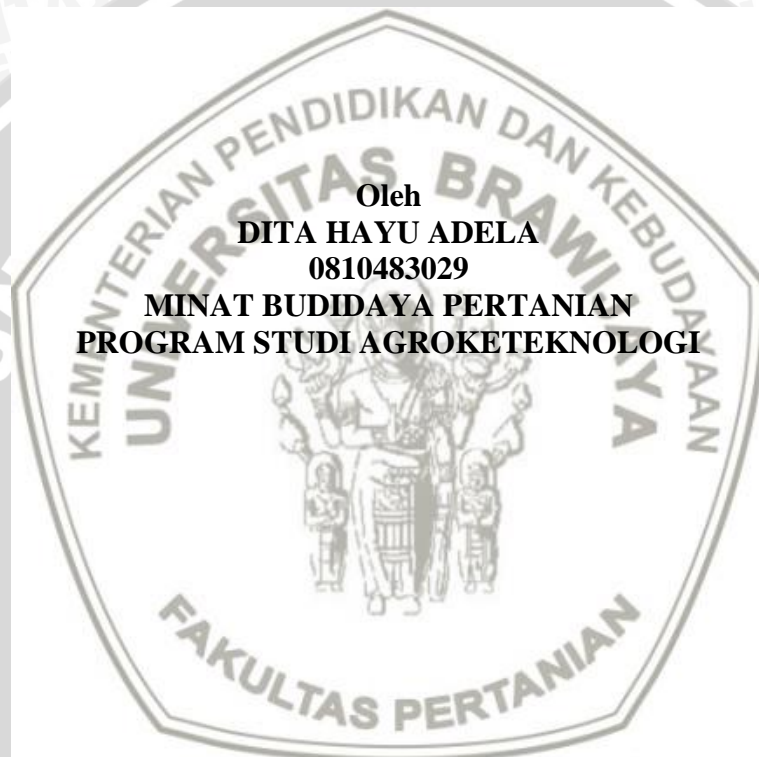 KEMENTERIAN PENDIDIKAN DAN KEBUDAYAAN
UNIVERSITAS BRAWIJAYA
Oleh
DITA HAYU ADELA
0810483029
MINAT BUDIDAYA PERTANIAN
PROGRAM STUDI AGROKETEKNOLOGI
FAKULTAS PERTANIAN